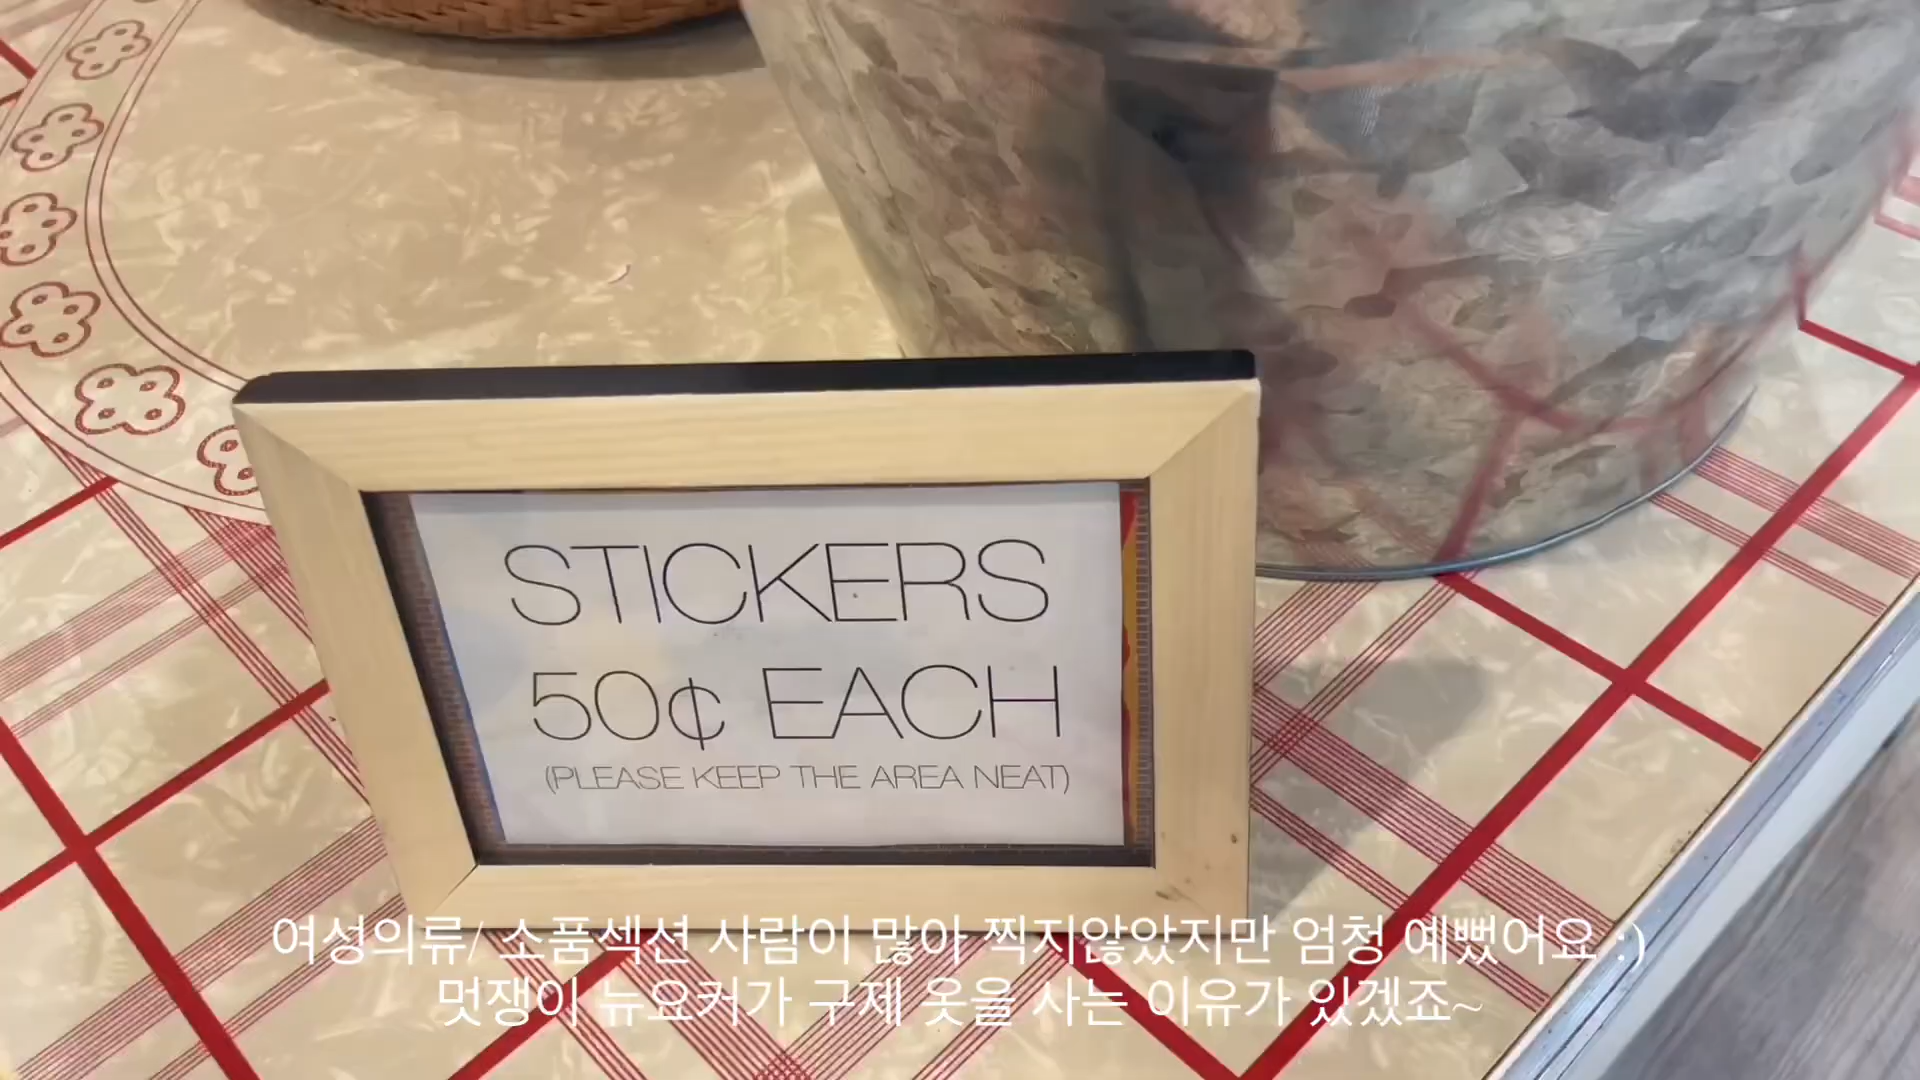 STICKERS
50¢ EACH
(PLEASE KEEP THE AREA NEAT)
여성의류/ 소품섹션 사람이 많아 찍지않았지만 엄청 예뻤어요 :)
멋쟁이 뉴요커가 구제 옷을 사는 이유가 있겠죠~